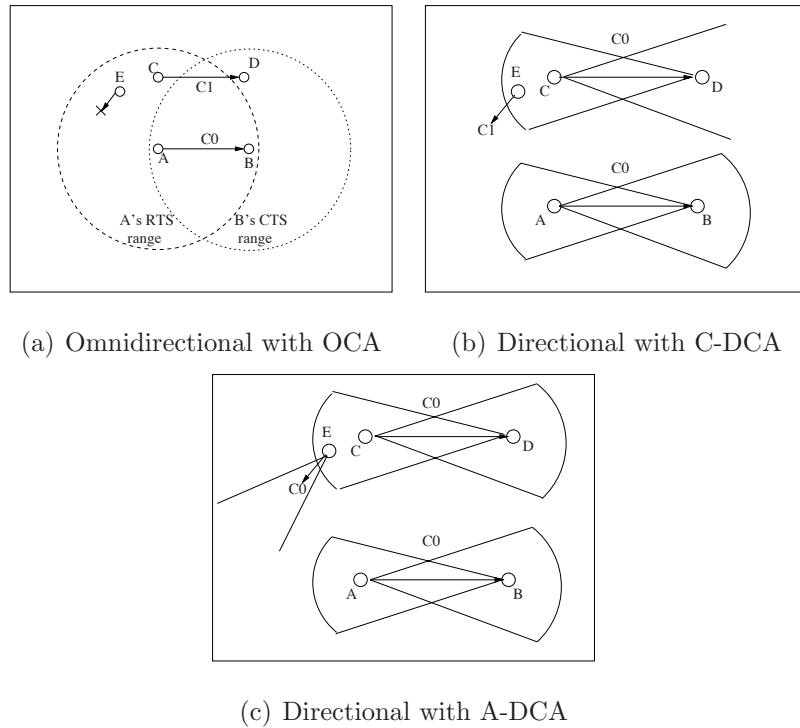 C
D
E
C1
C0
A
B
A's RTS
range
B's CTS
range
(a) Omnidirectional with OCA
C0
E
C
D
C1
C0
A
B
(b) Directional with C-DCA
C0
E
C
D
C0
C0
A
B
(c) Directional with A-DCA